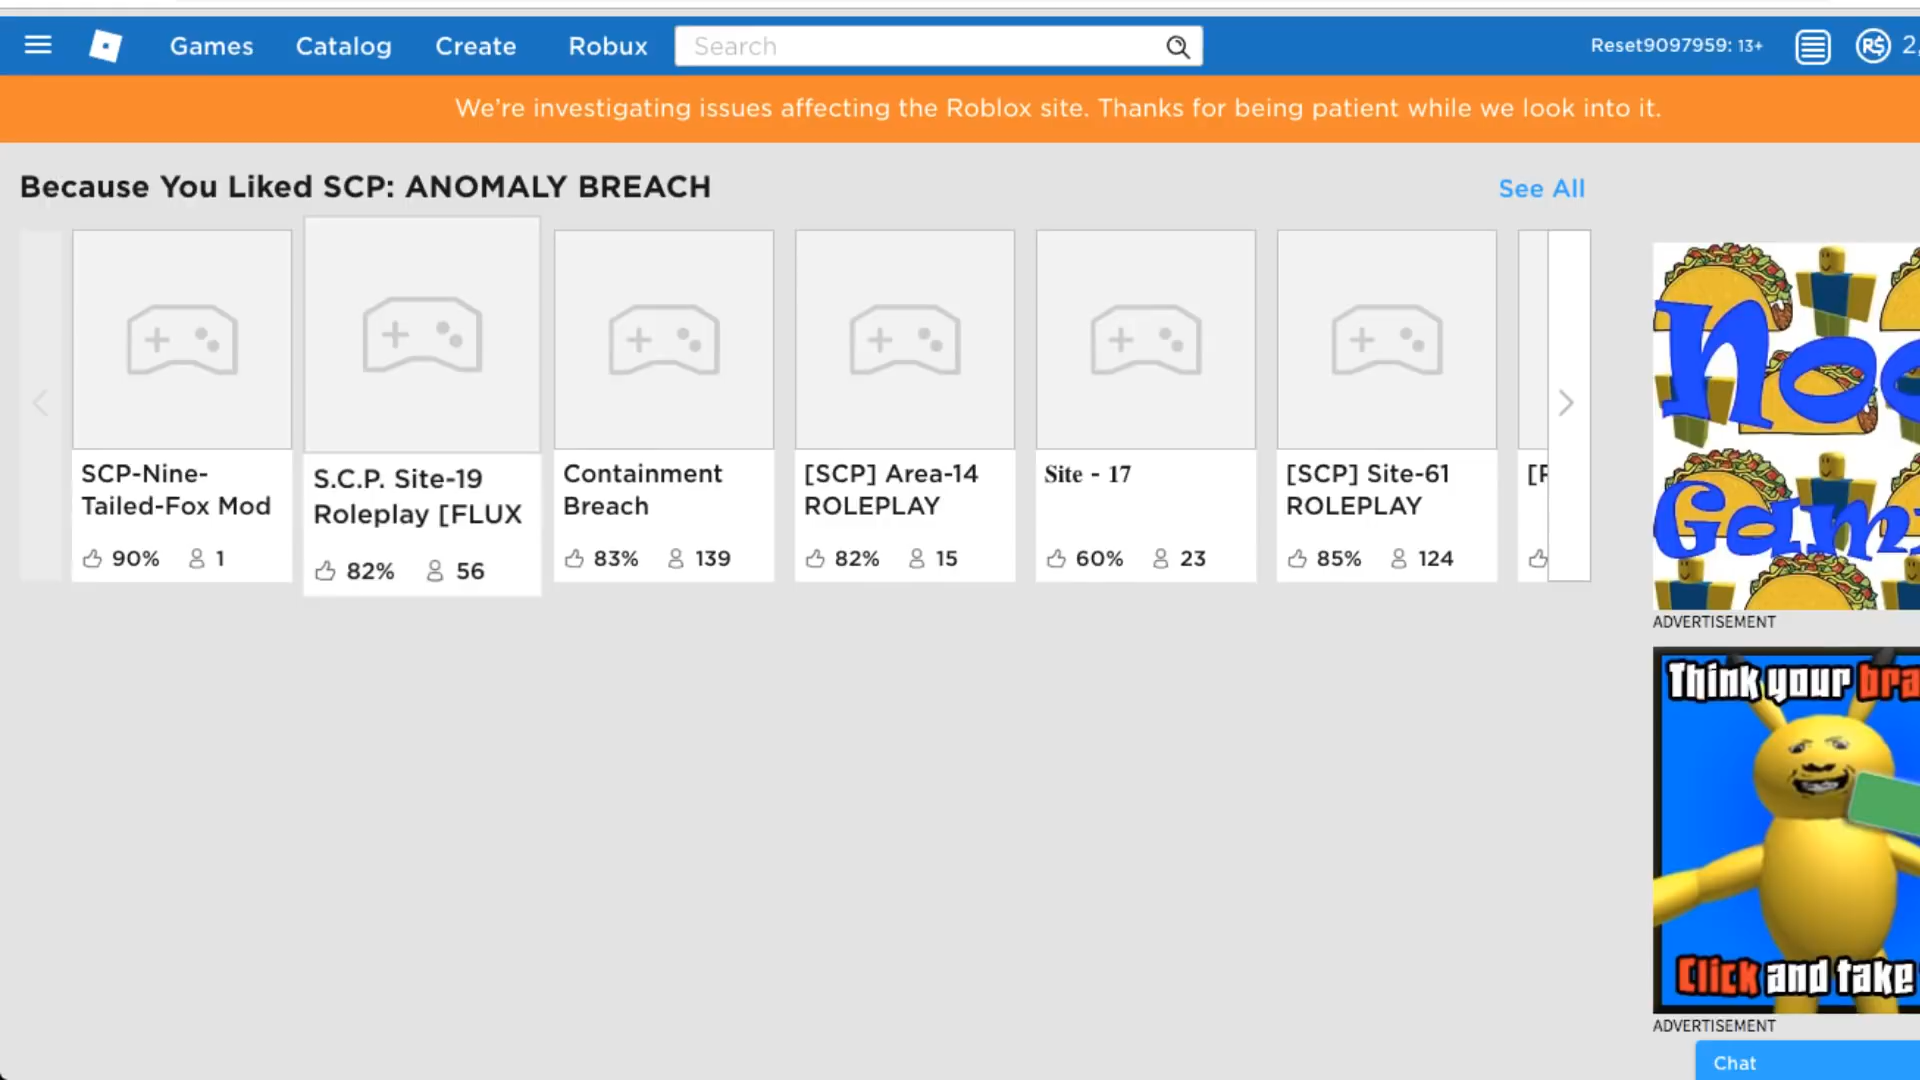 Games Catalog Create Robux Search Reset9097959: 13+ R$ 2,
We're investigating issues affecting the Roblox site. Thanks for being patient while we look into it.
Because You Liked SCP: ANOMALY BREACH See All
SCP-Nine-
Tailed-Fox Mod
90% 1
S.C.P. Site-19
Roleplay [FLUX
82% 56
Containment
Breach
83% 139
[SCP] Area-14
ROLEPLAY
82% 15
Site - 17
60% 23
[SCP] Site-61
ROLEPLAY
85% 124
ADVERTISEMENT
Think your
Click and take
ADVERTISEMENT
Chat